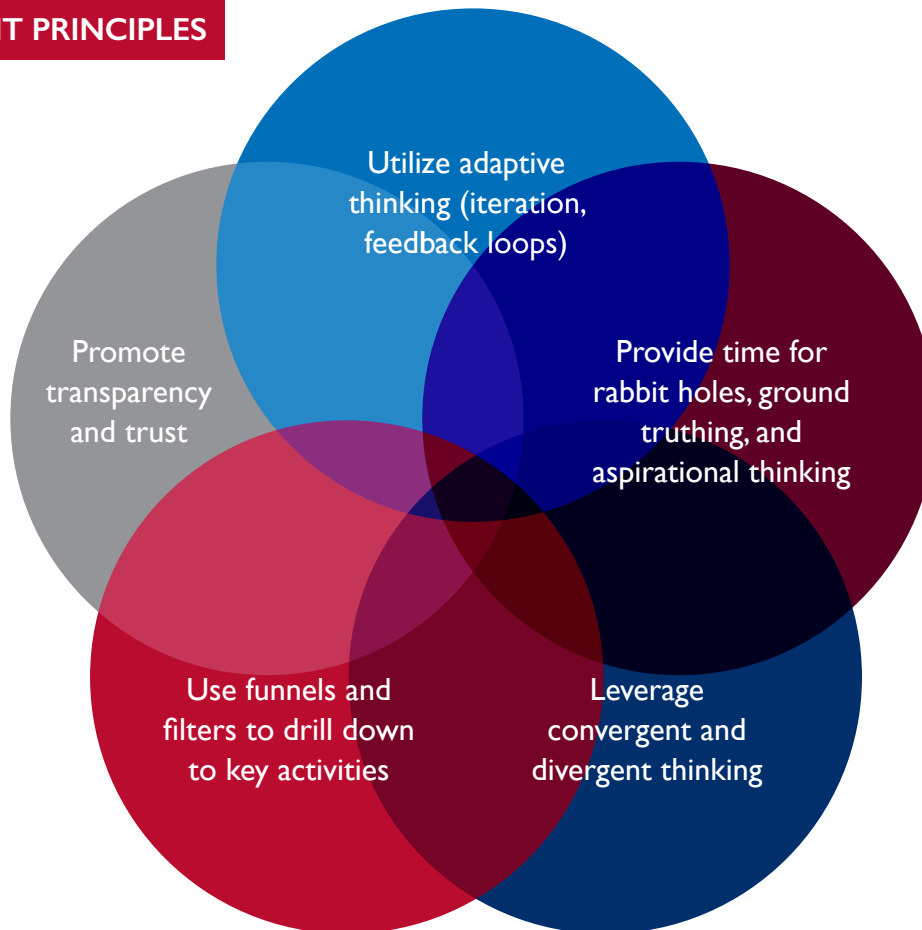 IT PRINCIPLES
Utilize adaptive
thinking (iteration,
feedback loops)
Promote
transparency
and trust
Provide time for
rabbit holes, ground
truthing, and
aspirational thinking
Use funnels and
filters to drill down
to key activities
Leverage
convergent and
divergent thinking